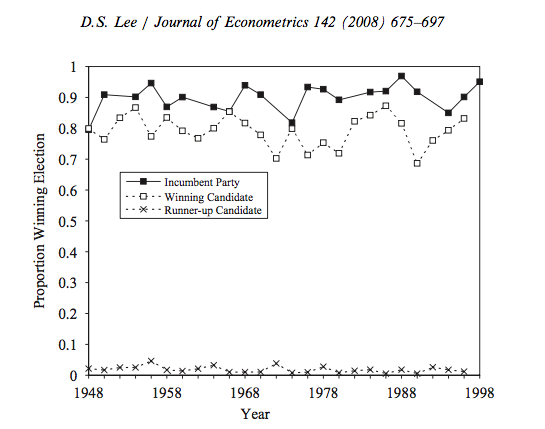 D.S. Lee / Journal of Econometrics 142 (2008) 675–697
1
0.9
0.8
0.7
0.6
0.5
0.4
0.3
0.2
0.1
0
Proportion Winning Election
Incumbent Party
Winning Candidate
Runner-up Candidate
1948 1958 1968 1978 1988 1998
Year